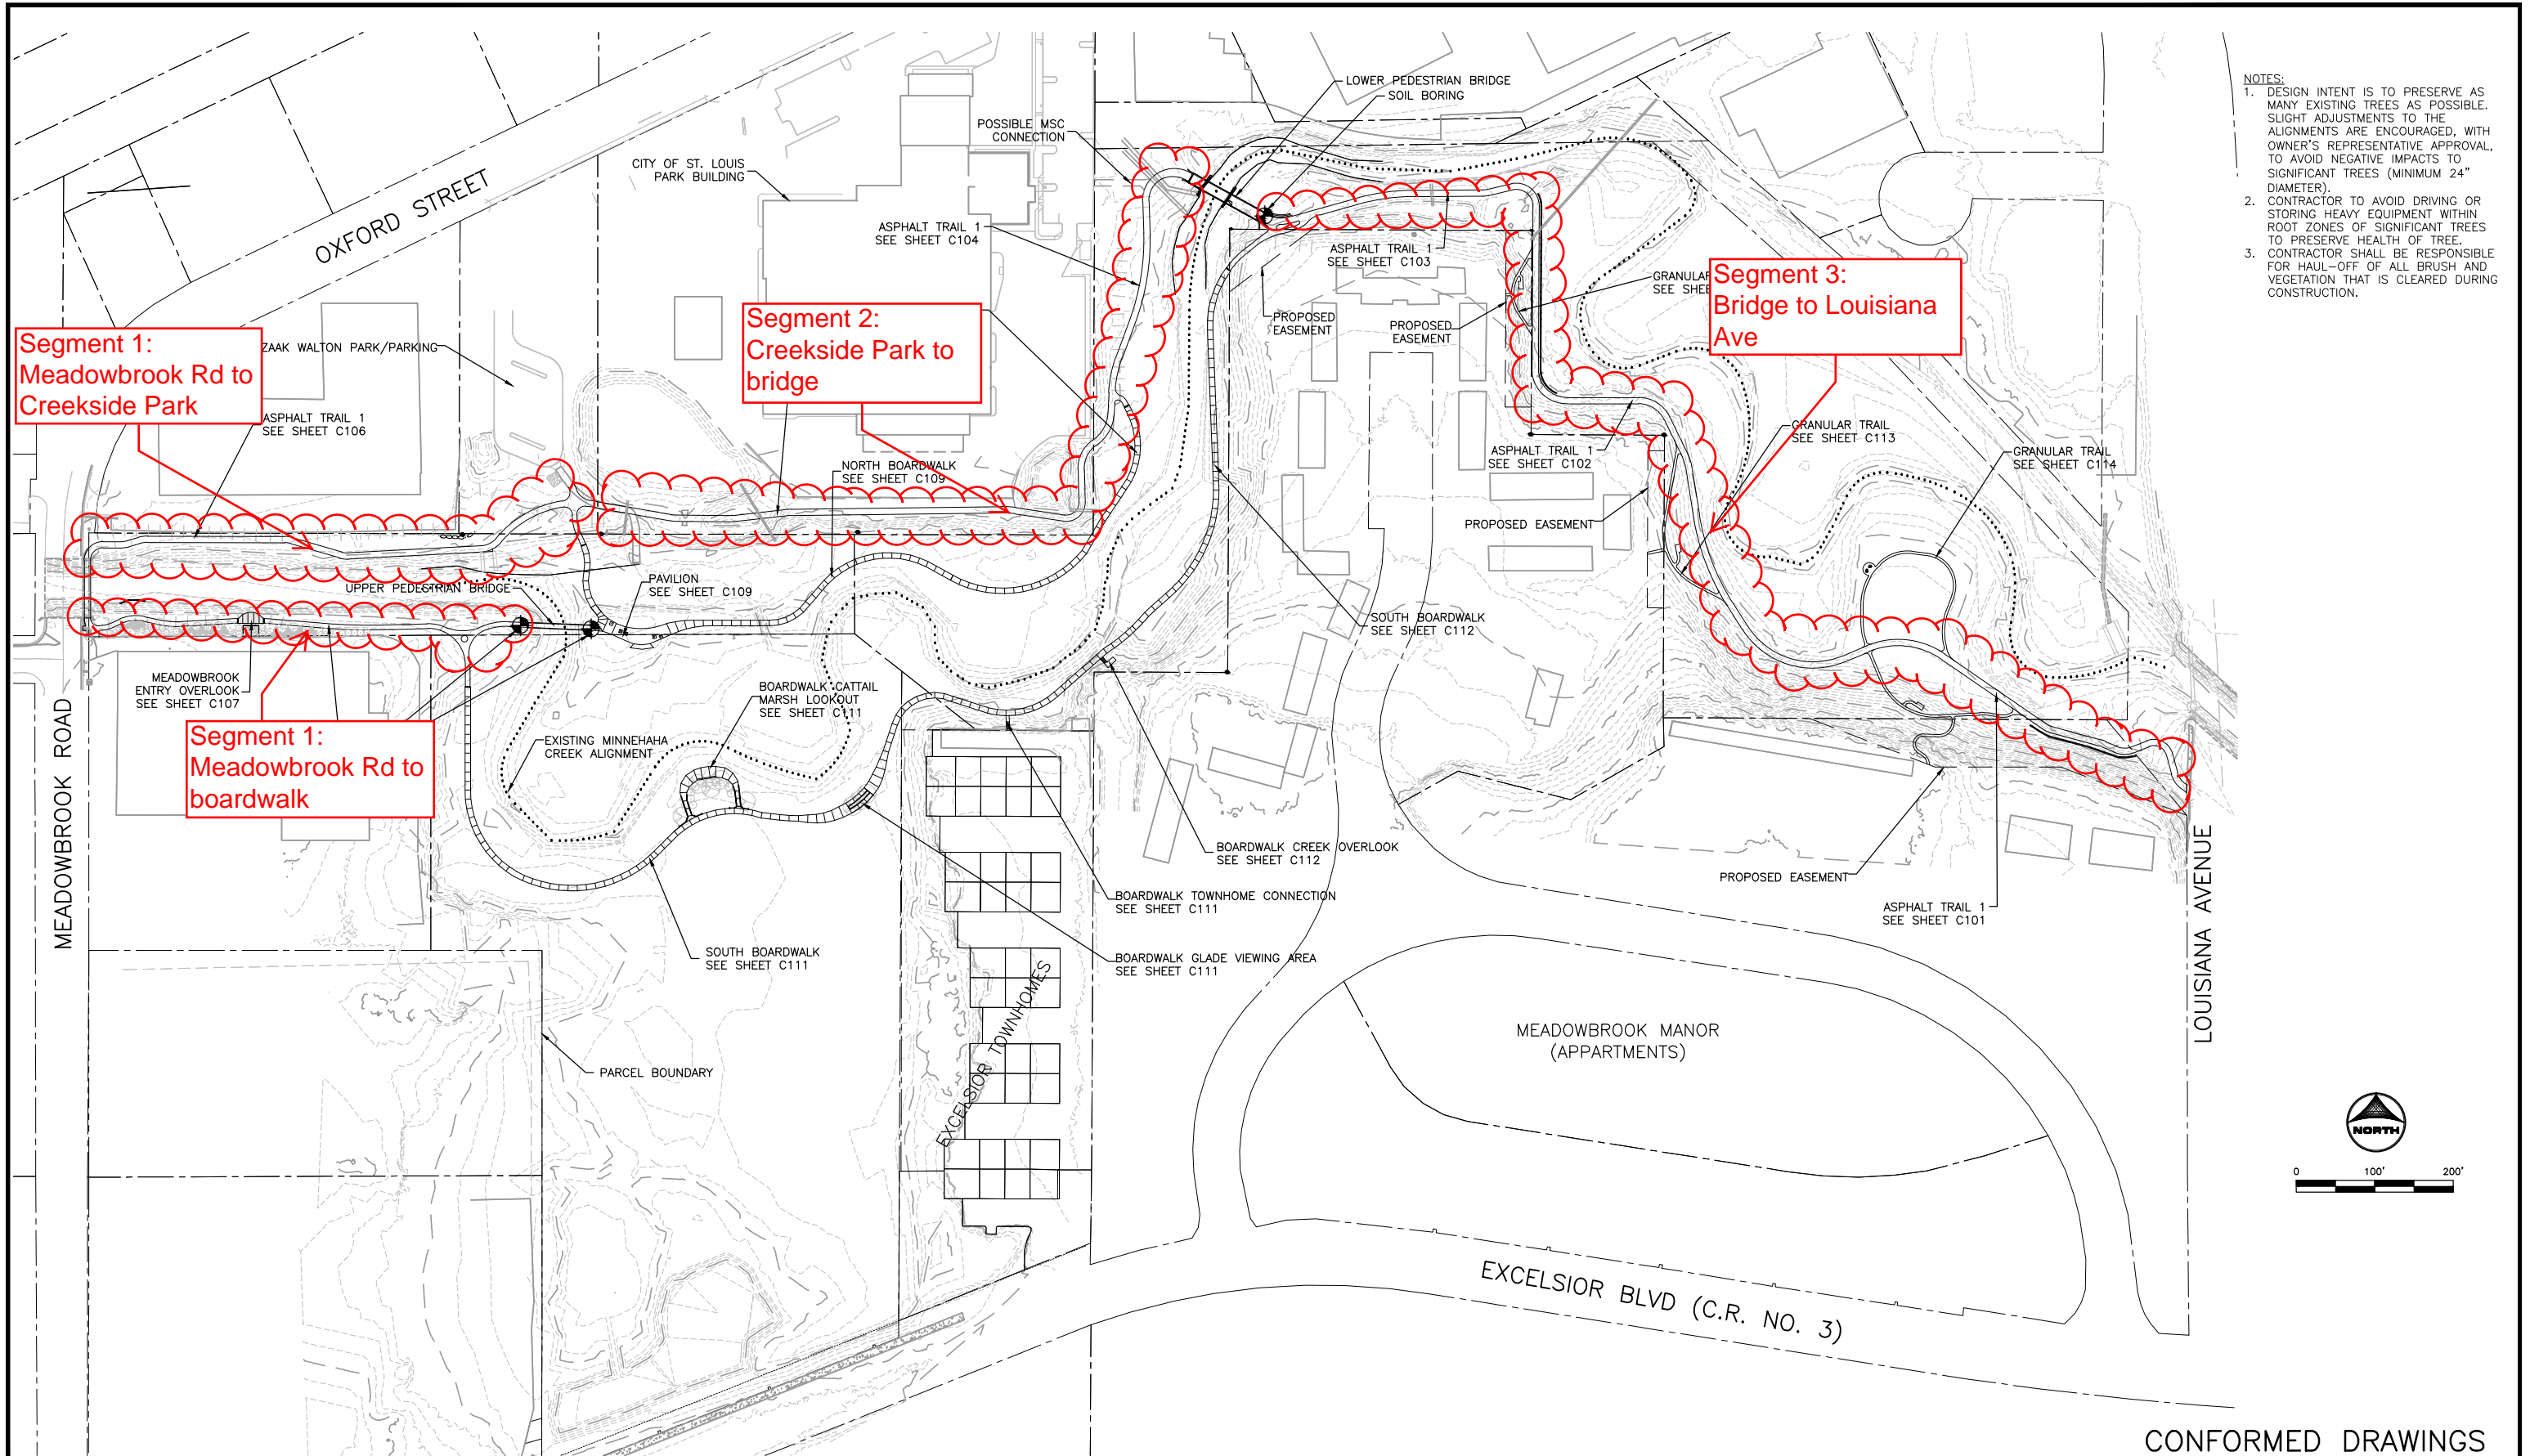 NOTES:
1. DESIGN INTENT IS TO PRESERVE AS
MANY EXISTING TREES AS POSSIBLE.
SLIGHT ADJUSTMENTS TO THE
ALIGNMENTS ARE ENCOURAGED, WITH
OWNER'S REPRESENTATIVE APPROVAL,
TO AVOID NEGATIVE IMPACTS TO
SIGNIFICANT TREES (MINIMUM 24"
DIAMETER).
2. CONTRACTOR TO AVOID DRIVING OR
STORING HEAVY EQUIPMENT WITHIN
ROOT ZONES OF SIGNIFICANT TREES
TO PRESERVE HEALTH OF TREE.
3. CONTRACTOR SHALL BE RESPONSIBLE
FOR HAUL-OFF OF ALL BRUSH AND
VEGETATION THAT IS CLEARED DURING
CONSTRUCTION.
LOWER PEDESTRIAN BRIDGE
SOIL BORING
POSSIBLE MSC
CONNECTION
CITY OF ST. LOUIS
PARK BUILDING
OXFORD STREET
ASPHALT TRAIL 1
SEE SHEET C104
ASPHALT TRAIL 1
SEE SHEET C103
GRANULAR
SEE SHEE
Segment 3:
Bridge to Louisiana
Ave
PROPOSED
EASEMENT
PROPOSED
EASEMENT
Segment 2:
Creekside Park to
bridge
Segment 1:
Meadowbrook Rd to
Creekside Park
ZAAK WALTON PARK/PARKING
ASPHALT TRAIL 1
SEE SHEET C106
NORTH BOARDWALK
SEE SHEET C109
GRANULAR TRAIL
SEE SHEET C113
ASPHALT TRAIL 1
SEE SHEET C102
GRANULAR TRAIL
SEE SHEET C114
PROPOSED EASEMENT
UPPER PEDESTRIAN BRIDGE
PAVILION
SEE SHEET C109
SOUTH BOARDWALK
SEE SHEET C112
MEADOWBROOK
ENTRY OVERLOOK
SEE SHEET C107
BOARDWALK CATTAIL
MARSH LOOKOUT
SEE SHEET C111
Segment 1:
Meadowbrook Rd to
boardwalk
EXISTING MINNEHAHA
CREEK ALIGNMENT
MEADOWBROOK ROAD
BOARDWALK CREEK OVERLOOK
SEE SHEET C112
PROPOSED EASEMENT
BOARDWALK TOWNHOME CONNECTION
SEE SHEET C111
ASPHALT TRAIL 1
SEE SHEET C101
LOUISIANA AVENUE
SOUTH BOARDWALK
SEE SHEET C111
BOARDWALK GLADE VIEWING AREA
SEE SHEET C111
EXCELSIOR TOWNHOMES
MEADOWBROOK MANOR
(APPARTMENTS)
PARCEL BOUNDARY
NORTH
0 100' 200'
EXCELSIOR BLVD (C.R. NO. 3)
CONFORMED DRAWINGS